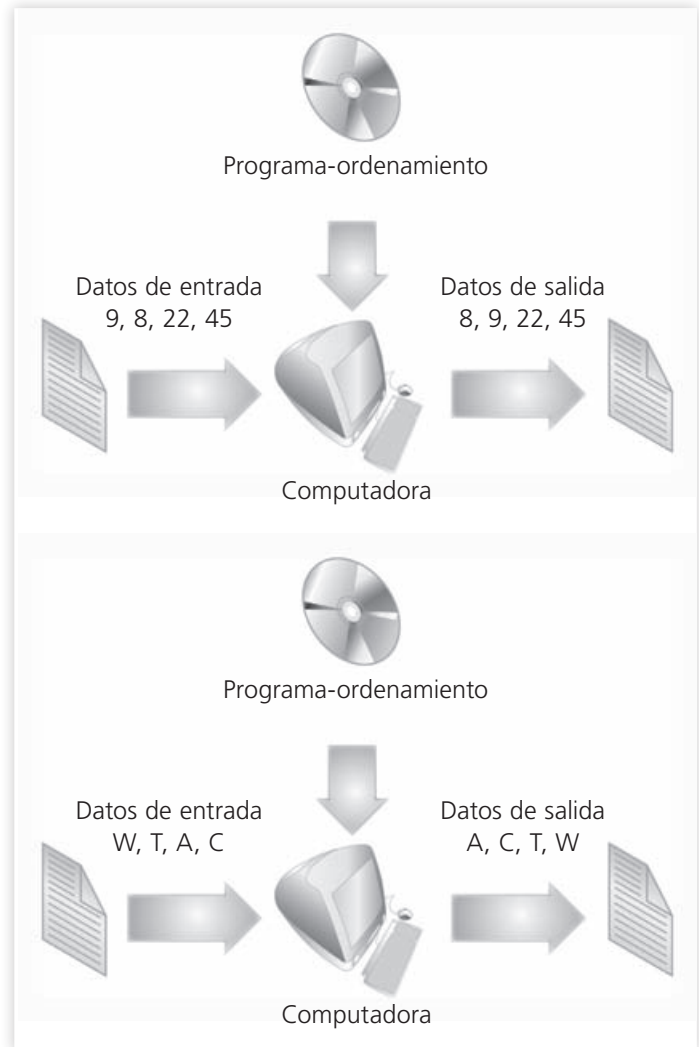 Programa-ordenamiento
Datos de entrada
9, 8, 22, 45
Datos de salida
8, 9, 22, 45
Computadora
Programa-ordenamiento
Datos de entrada
W, T, A, C
Datos de salida
A, C, T, W
Computadora